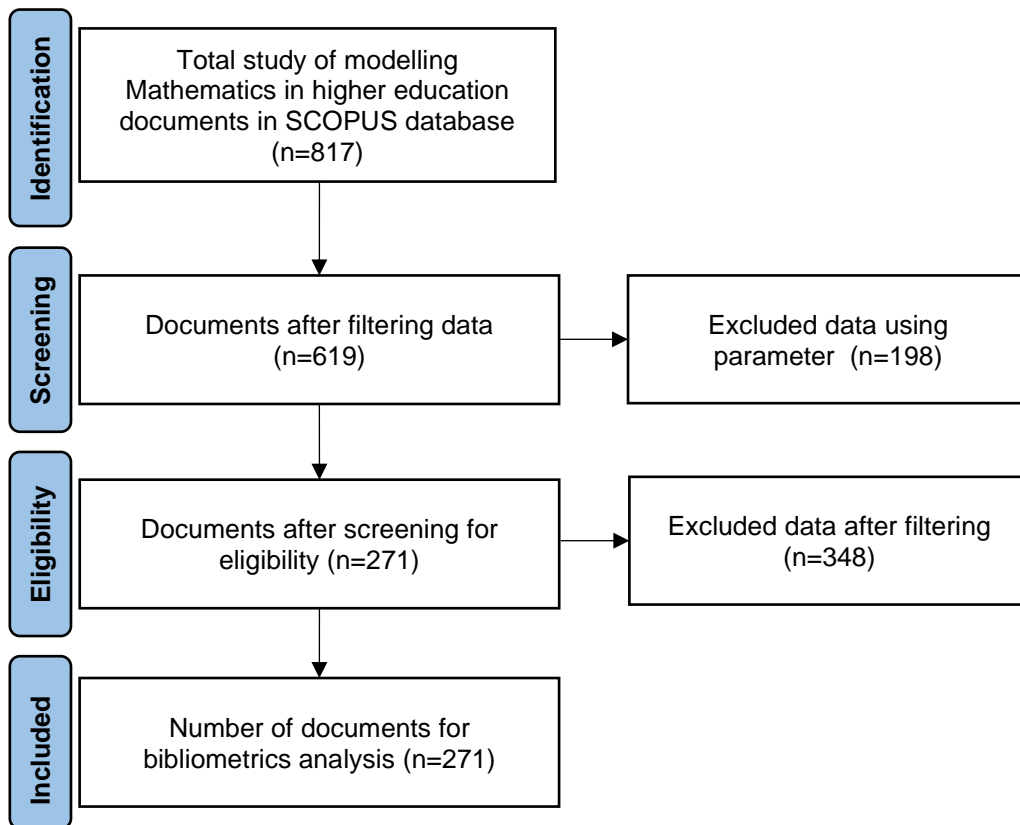 Identification
Total study of modelling
Mathematics in higher education
documents in SCOPUS database
(n=817)
Screening
Documents after filtering data
(n=619)
Excluded data using
parameter (n=198)
Eligibility
Documents after screening for
eligibility (n=271)
Excluded data after filtering
(n=348)
Included
Number of documents for
bibliometrics analysis (n=271)